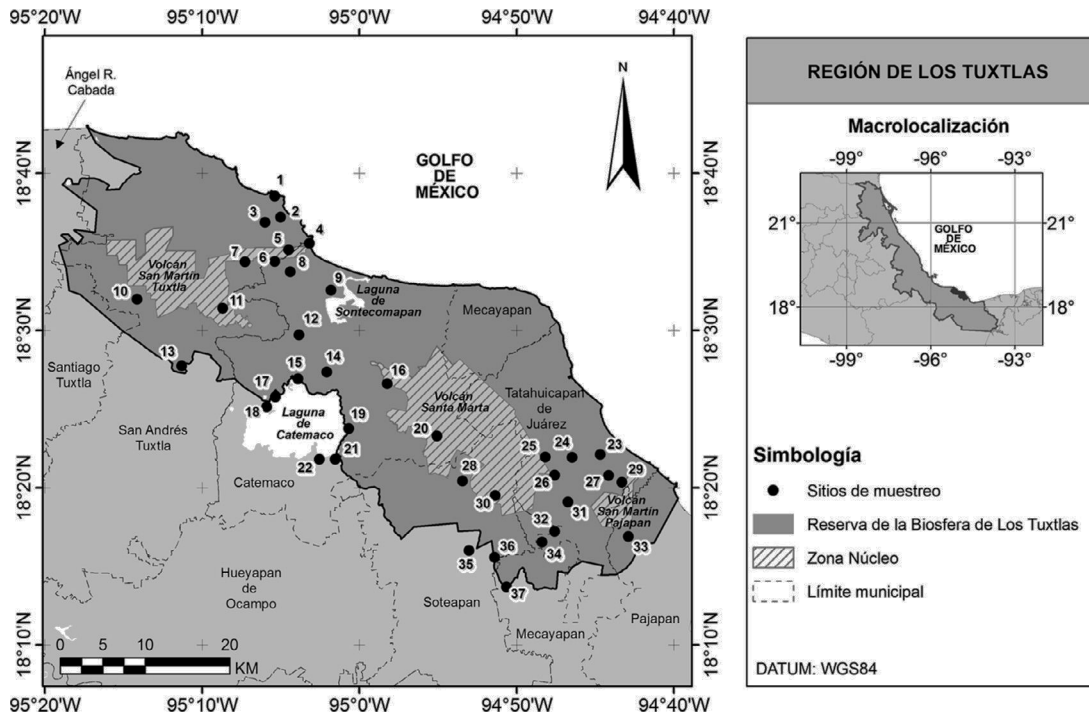 95°20'W
95°10'W
95°0'W
94°50'W
94°40'W
Ángel R.
Cabada
N
GOLFO
DE
MÉXICO
18°40'N
18°40'N
1
2
3
4
5
6
7
8
9
Volcán
San Martín
Tuxtla
Laguna
de
Sontecomapan
Mecayapan
10
11
12
18°30'N
18°30'N
13
14
15
16
Santiago
Tuxtla
17
18
Volcán
Santa Marta
Tatahuicapan
de
Juárez
San Andrés
Tuxtla
Laguna
de
Catemaco
19
20
21
22
23
24
25
26
27
28
29
18°20'N
18°20'N
Catemaco
30
31
Volcán
San Martín
Pajapan
32
33
34
35
36
37
Hueyapan
de
Ocampo
Soteapan
Mecayapan
Pajapan
18°10'N
18°10'N
0 5 10 20
KM
95°20'W
95°10'W
95°0'W
94°50'W
94°40'W
REGIÓN DE LOS TUXTLAS
Macrolocalización
-99°
-96°
-93°
21°
21°
GOLFO
DE
MÉXICO
18°
18°
-99°
-96°
-93°
Simbología
Sitios de muestreo
Reserva de la Biosfera de Los Tuxtlas
Zona Núcleo
Límite municipal
DATUM: WGS84